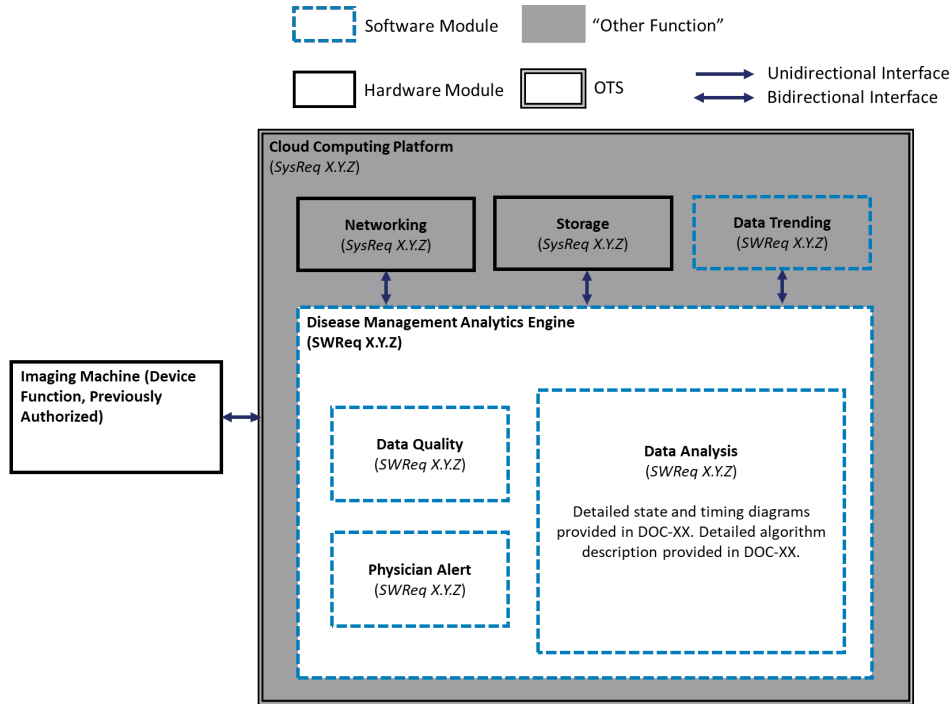 Software Module
“Other Function”
Hardware Module
OTS
Unidirectional Interface
Bidirectional Interface
Cloud Computing Platform
(SysReq X.Y.Z)
Networking
(SysReq X.Y.Z)
Storage
(SysReq X.Y.Z)
Data Trending
(SWReq X.Y.Z)
Disease Management Analytics Engine
(SWReq X.Y.Z)
Imaging Machine (Device
Function, Previously
Authorized)
Data Quality
(SWReq X.Y.Z)
Physician Alert
(SWReq X.Y.Z)
Data Analysis
(SWReq X.Y.Z)
Detailed state and timing diagrams
provided in DOC-XX. Detailed algorithm
description provided in DOC-XX.